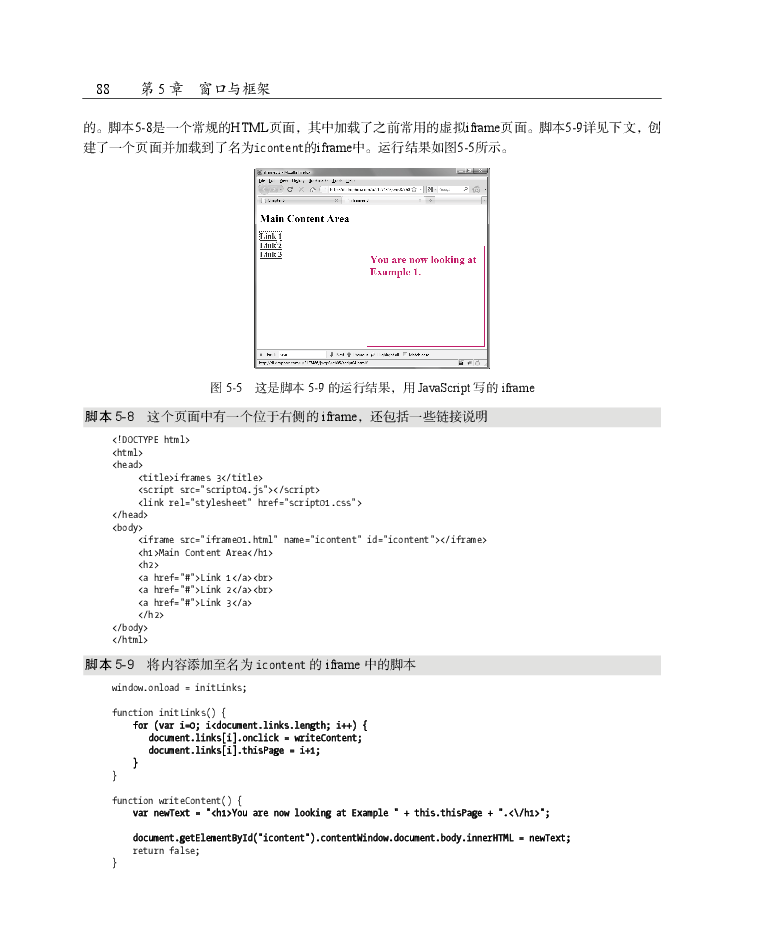 88 第 5 章 窗口与框架
的。脚本5-8是一个常规的HTML页面，其中加载了之前常用的虚拟iframe页面。脚本5-9详见下文，创
建了一个页面并加载到了名为icontent的iframe中。运行结果如图5-5所示。
Main Content Area
Link 1
Link 2
Link 3
You are now looking at
Example 1.
图 5-5 这是脚本 5-9 的运行结果，用 JavaScript 写的 iframe
脚本 5-8 这个页面中有一个位于右侧的 iframe，还包括一些链接说明
<!DOCTYPE html>
<html>
<head>
<title>iframes 3</title>
<script src="script04.js"></script>
<link rel="stylesheet" href="script01.css">
</head>
<body>
<iframe src="iframe01.html" name="icontent" id="icontent"></iframe>
<h1>Main Content Area</h1>
<h2>
<a href="#">Link 1</a><br>
<a href="#">Link 2</a><br>
<a href="#">Link 3</a>
</h2>
</body>
</html>
脚本 5-9 将内容添加至名为 icontent 的 iframe 中的脚本
window.onload = initLinks;
function initLinks() {
for (var i=0; i<document.links.length; i++) {
document.links[i].onclick = writeContent;
document.links[i].thisPage = i+1;
}
}
function writeContent() {
var newText = "<h1>You are now looking at Example " + this.thisPage + ".<\/h1>";
document.getElementById("icontent").contentWindow.document.body.innerHTML = newText;
return false;
}